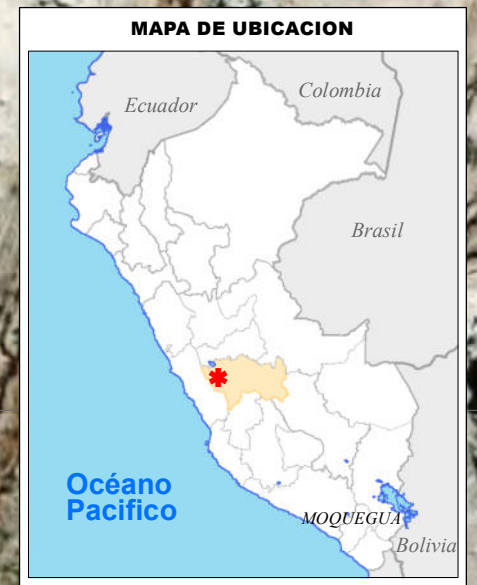 MAPA DE UBICACION
Ecuador
Colombia
Brasil
Océano
Pacifico
MOQUEGUA
Bolivia